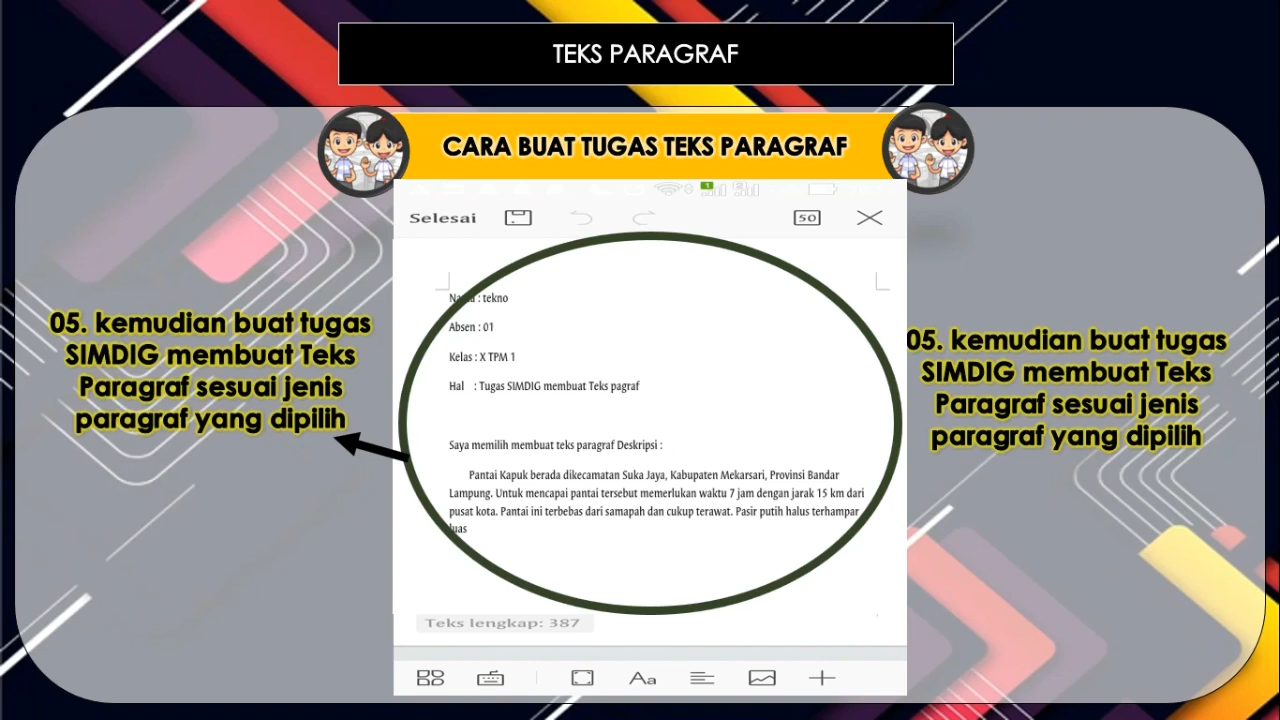 TEKS PARAGRAF
CARA BUAT TUGAS TEKS PARAGRAF
Selesai
50
05. kemudian buat tugas
SIMDIG membuat Teks
Paragraf sesuai jenis
paragraf yang dipilih
Nama : tekno
Absen : 01
Kelas : X TPM 1
Hal : Tugas SIMDIG membuat Teks pagraf
Saya memilih membuat teks paragraf Deskripsi :
Pantai Kapuk berada dikecamatan Suka Jaya, Kabupaten Mekarsari, Provinsi Bandar
Lampung. Untuk mencapai pantai tersebut memerlukan waktu 7 jam dengan jarak 15 km dari
pusat kota. Pantai ini terbebas dari samapah dan cukup terawat. Pasir putih halus terhampar
luas
Teks lengkap: 387
Aa
05. kemudian buat tugas
SIMDIG membuat Teks
Paragraf sesuai jenis
paragraf yang dipilih